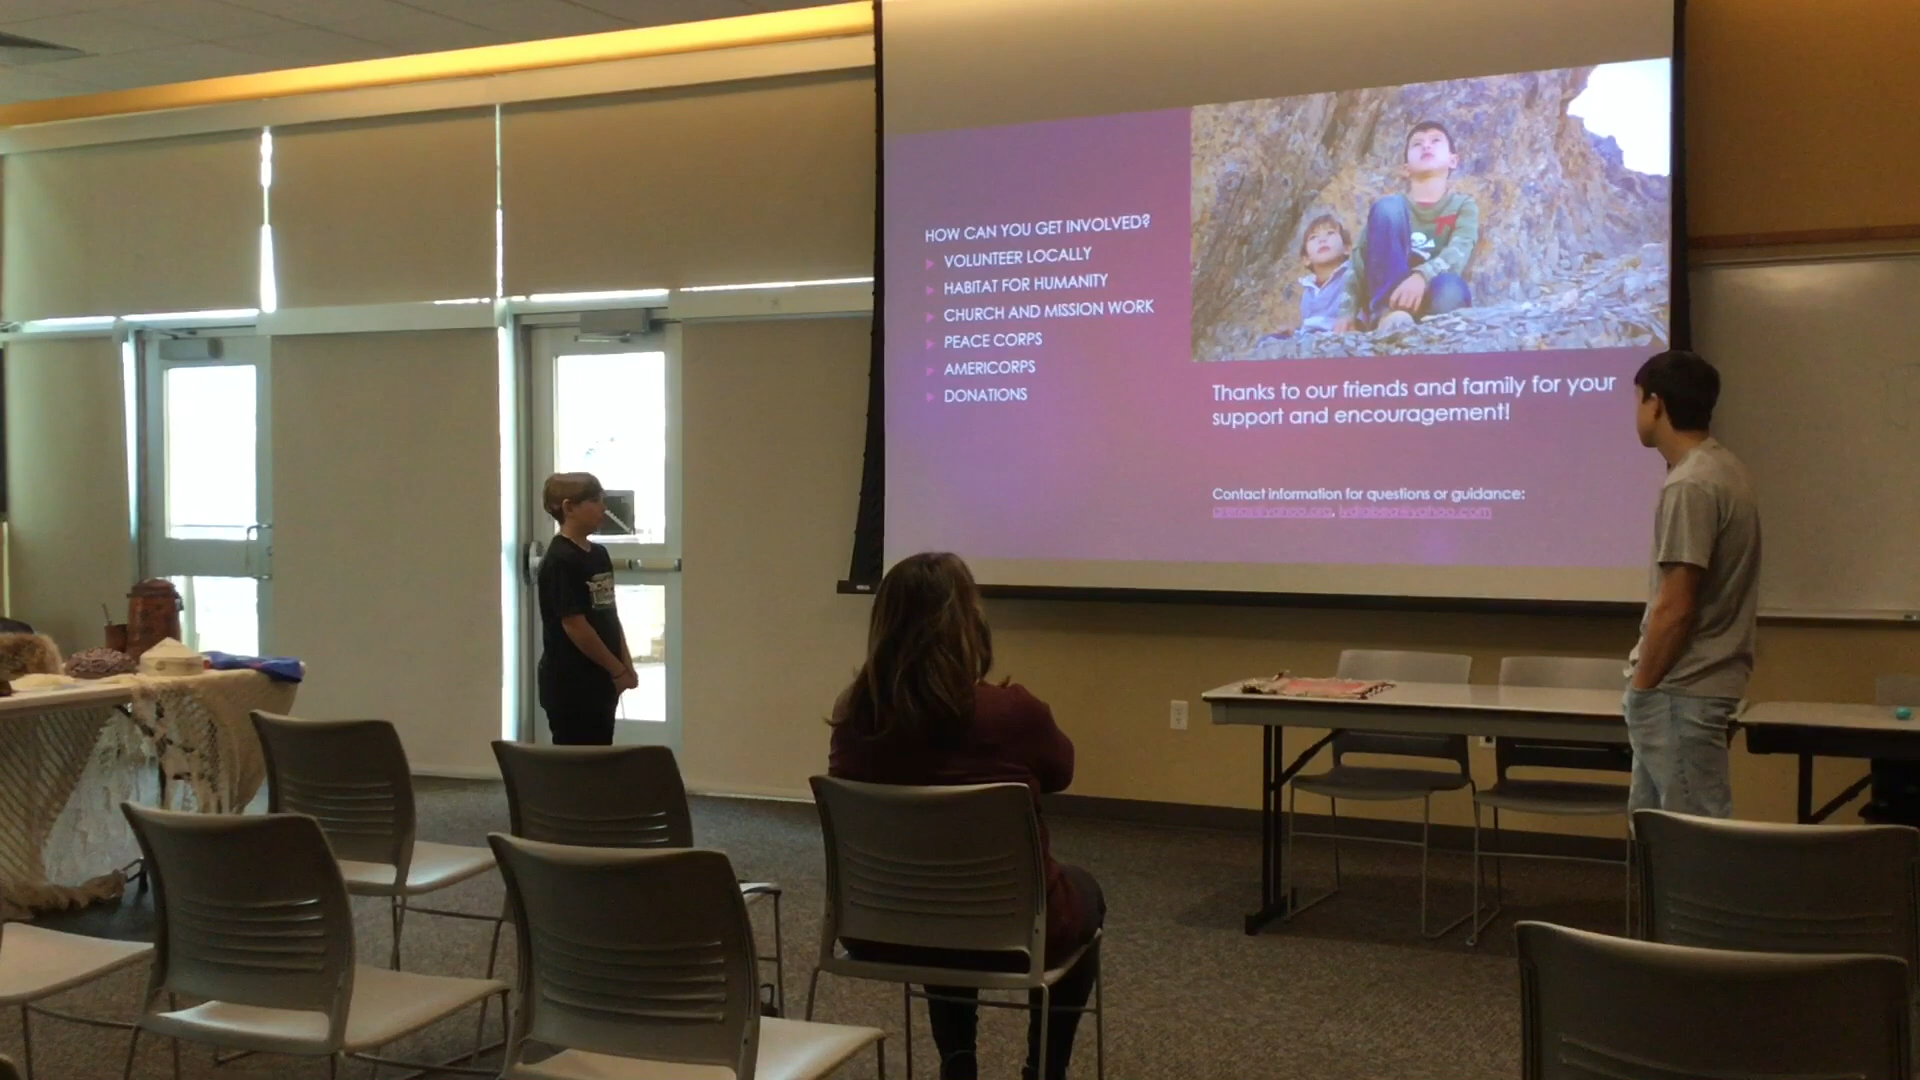 HOW CAN YOU GET INVOLVED?
VOLUNTEER LOCALLY
HABITAT FOR HUMANITY
CHURCH AND MISSION WORK
PEACE CORPS
AMERICORPS
DONATIONS
Thanks to our friends and family for your
support and encouragement!
Contact information for questions or guidance: